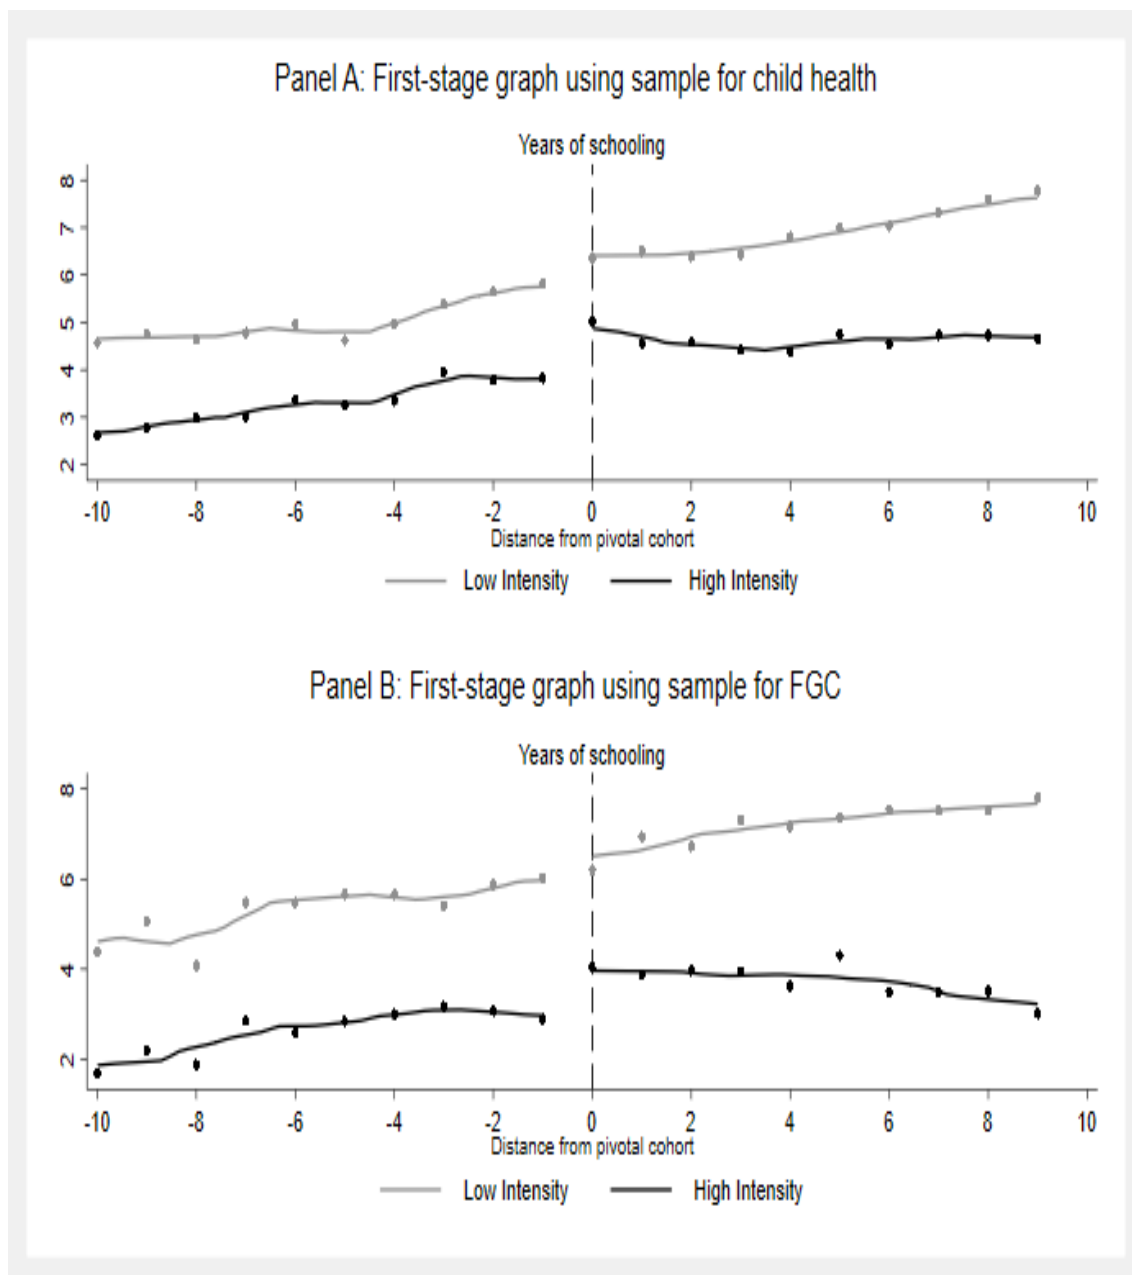 Panel A: First-stage graph using sample for child health
Years of schooling
8
7
6
5
4
3
2
-10 -8 -6 -4 -2 0 2 4 6 8 10
Distance from pivotal cohort
Low Intensity High Intensity
Panel B: First-stage graph using sample for FGC
Years of schooling
8
6
4
2
-10 -8 -6 -4 -2 0 2 4 6 8 10
Distance from pivotal cohort
Low Intensity High Intensity